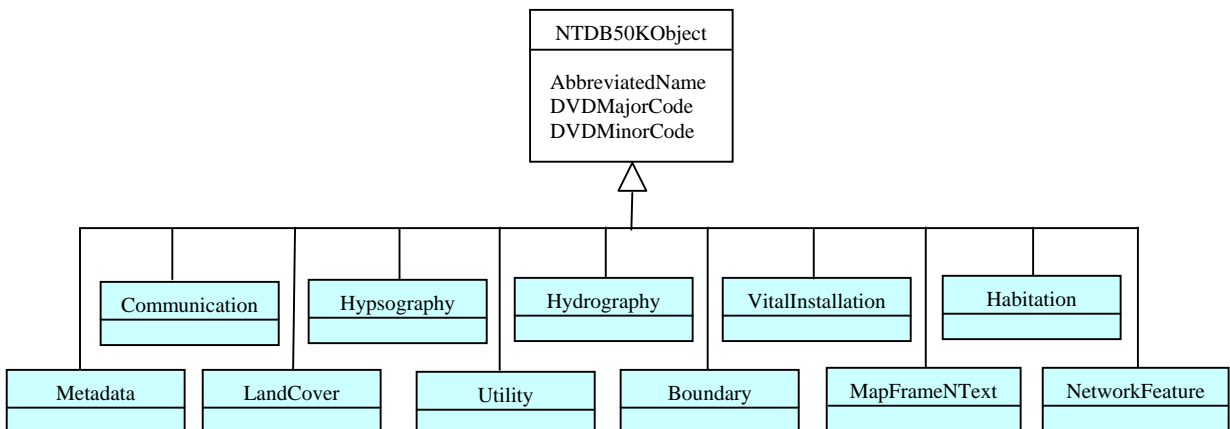 NTDB50KObject
AbbreviatedName
DVDMajorCode
DVDMinorCode
Communication
Hypsography
Hydrography
VitalInstallation
Habitation
Metadata
LandCover
Utility
Boundary
MapFrameNText
NetworkFeature